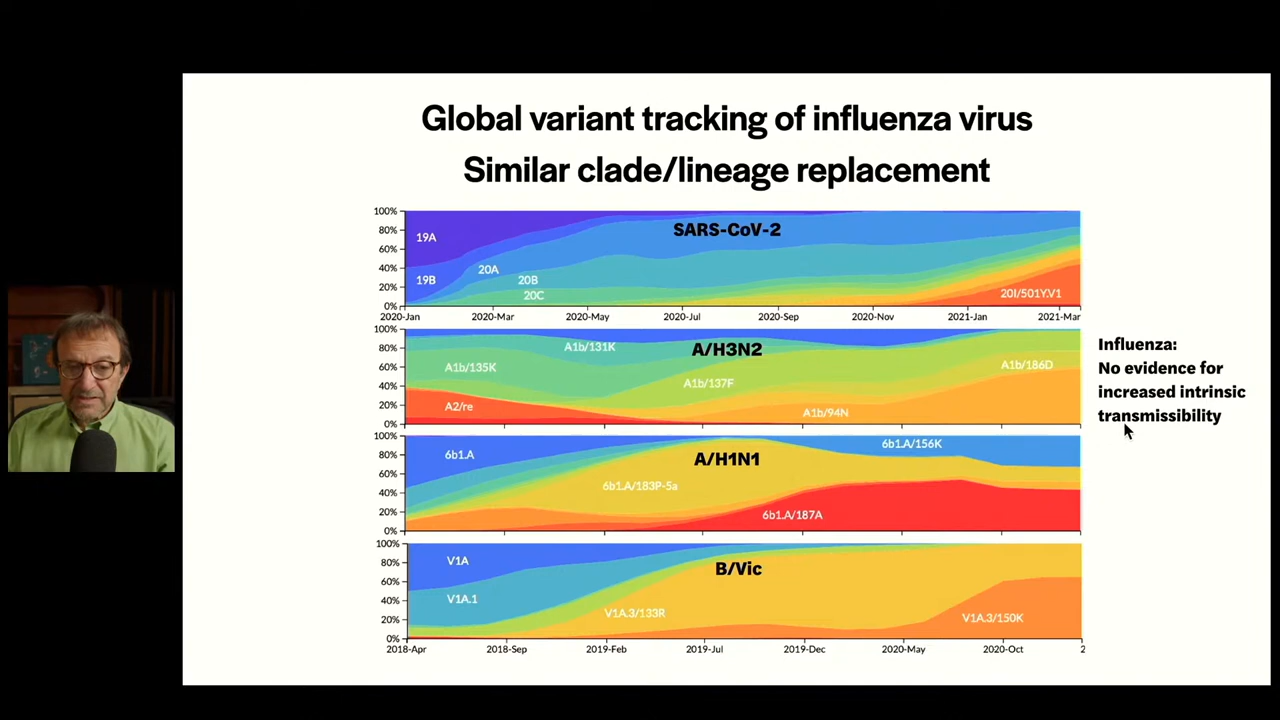 Global variant tracking of influenza virus
Similar clade/lineage replacement
SARS-CoV-2
100%
80%
60%
40%
20%
0%
19A
19B
20A
20B
20C
20I/501Y.V1
2020-Jan
2020-Mar
2020-May
2020-Jul
2020-Sep
2020-Nov
2021-Jan
2021-Mar
A/H3N2
100%
80%
60%
40%
20%
0%
A1b/131K
A1b/135K
A1b/137F
A1b/186D
A2/re
A1b/94N
Influenza:
No evidence for
increased intrinsic
transmissibility
A/H1N1
100%
80%
60%
40%
20%
0%
6b1.A
6b1.A/156K
6b1.A/183P-5a
6b1.A/187A
B/Vic
100%
80%
60%
40%
20%
0%
V1A
V1A.1
V1A.3/133R
V1A.3/150K
2018-Apr
2018-Sep
2019-Feb
2019-Jul
2019-Dec
2020-May
2020-Oct
2